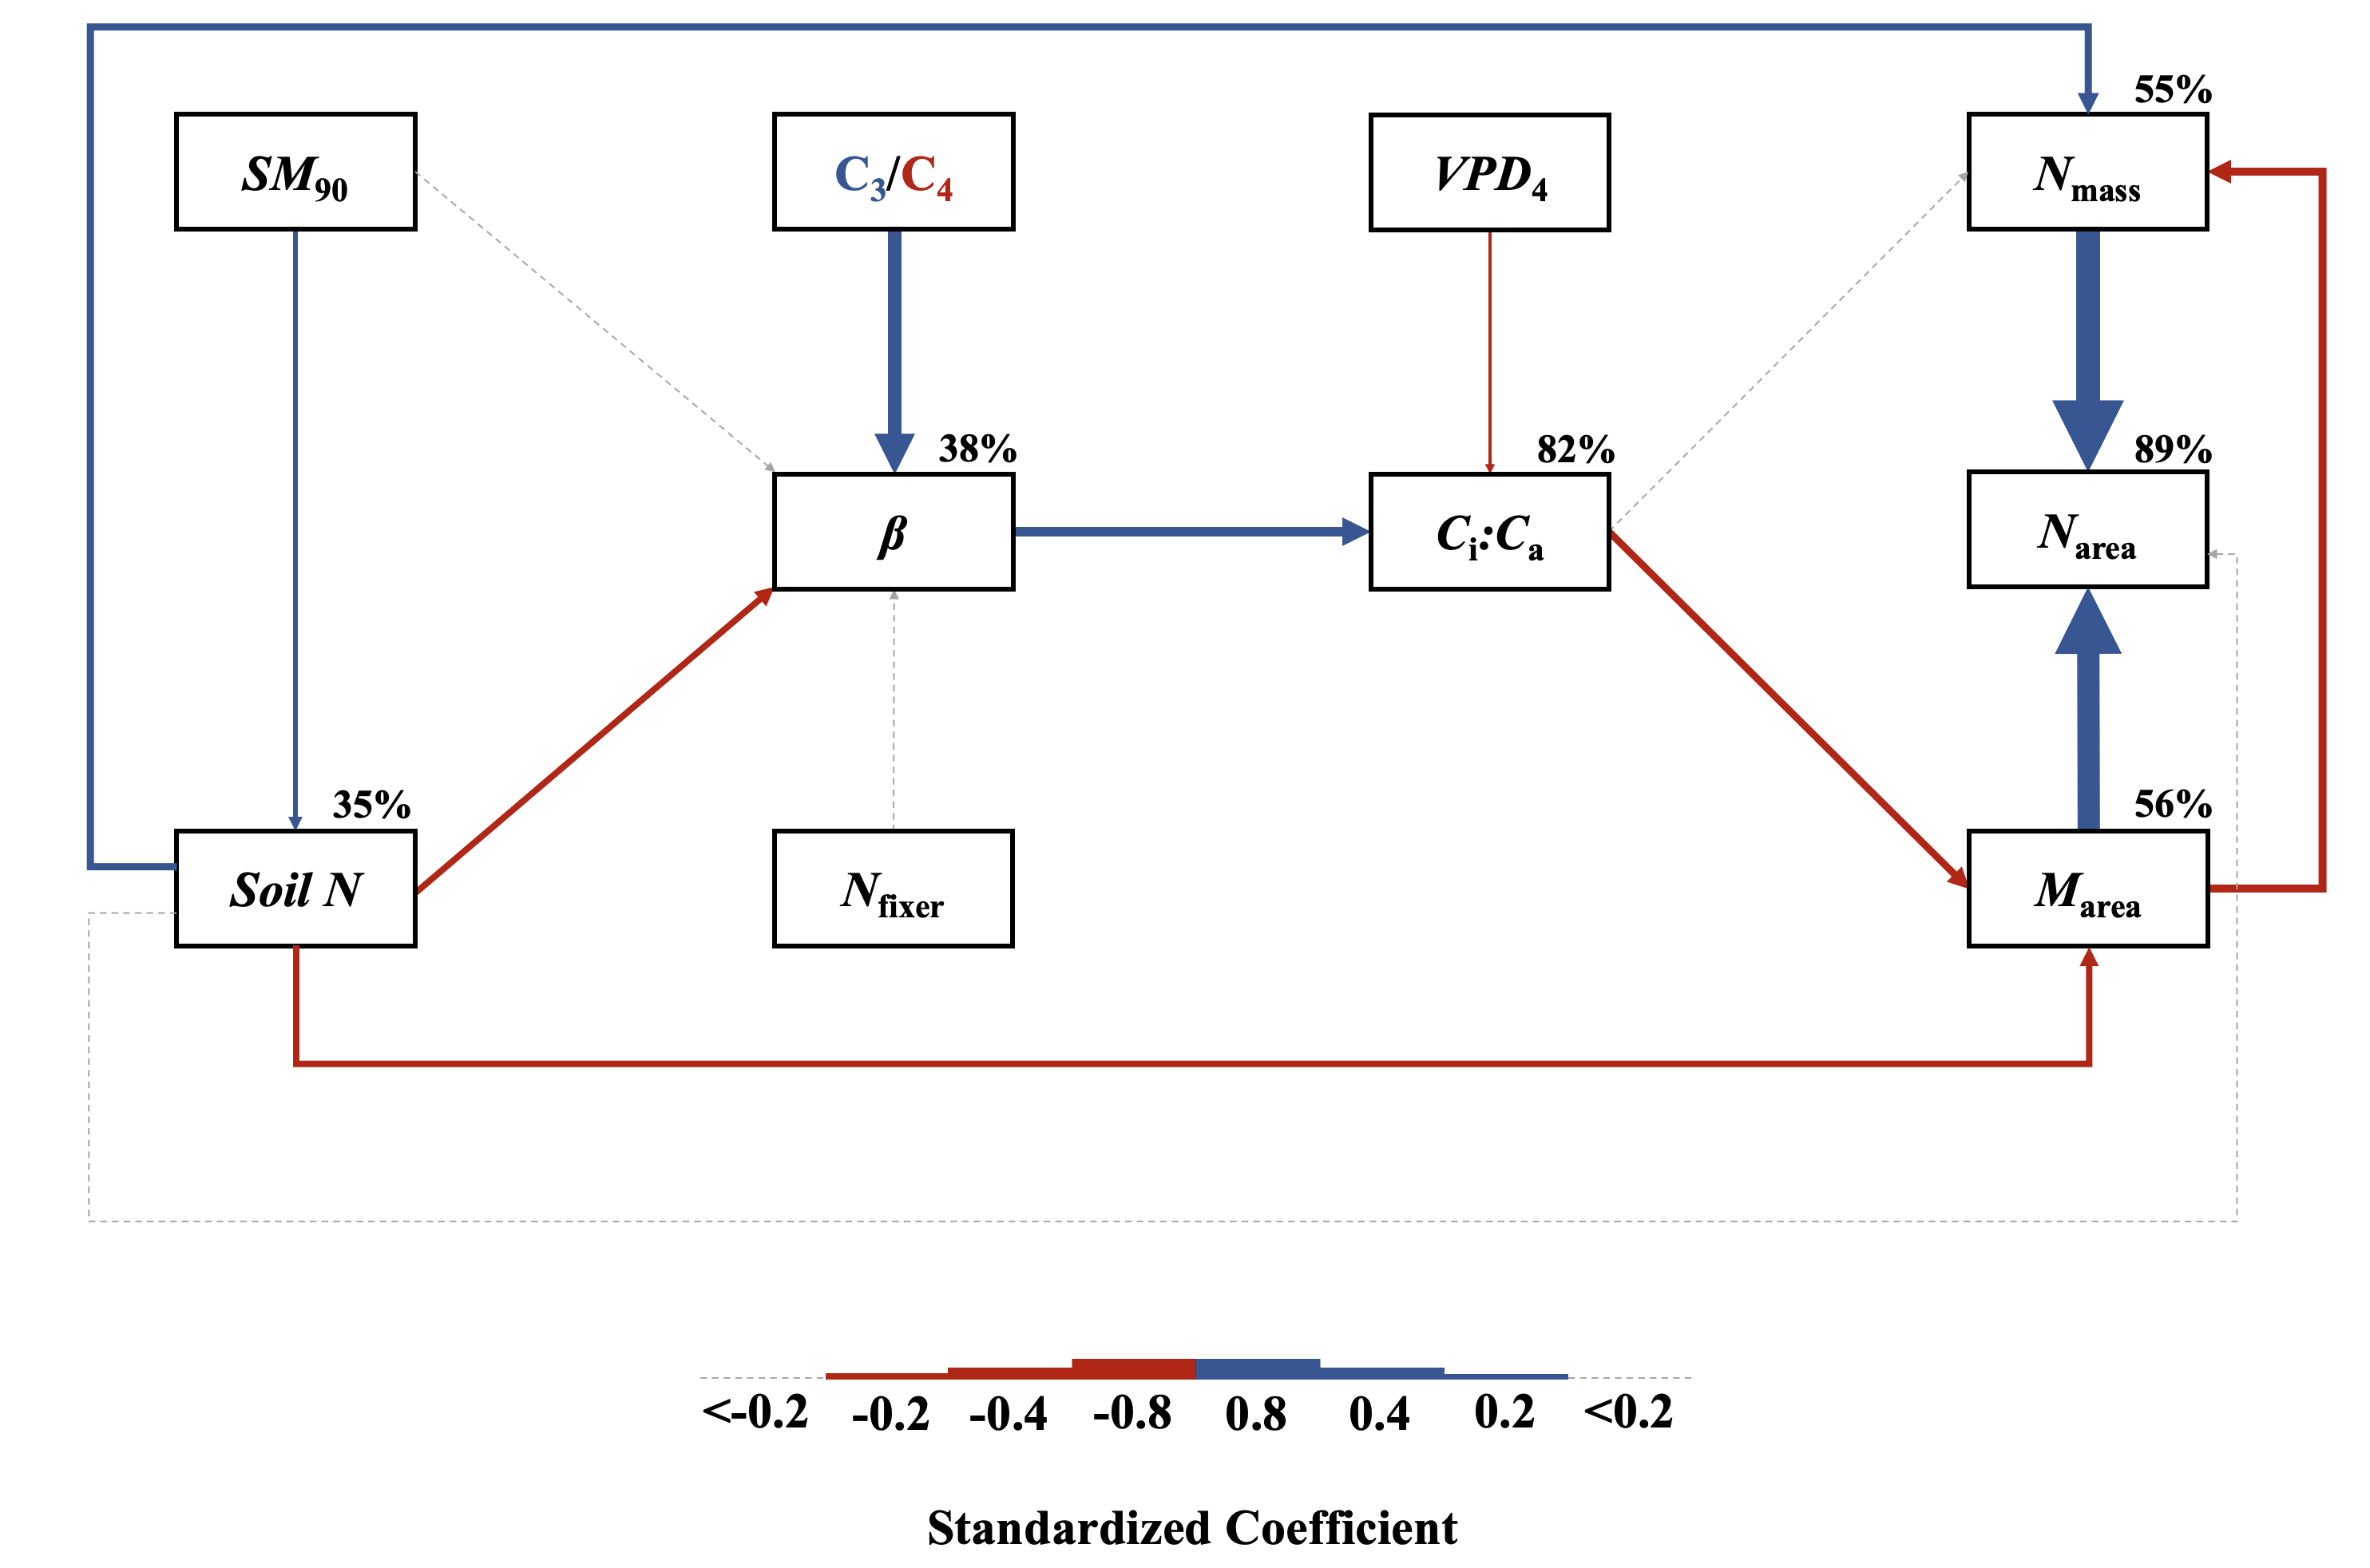 55%
SM90
C3/C4
VPD4
Nmass
38%
82%
89%
β
Ci:Ca
Narea
35%
56%
Soil N
Nfixer
Marea
<-0.2 -0.2 -0.4 -0.8 0.8 0.4 0.2 <0.2
Standardized Coefficient